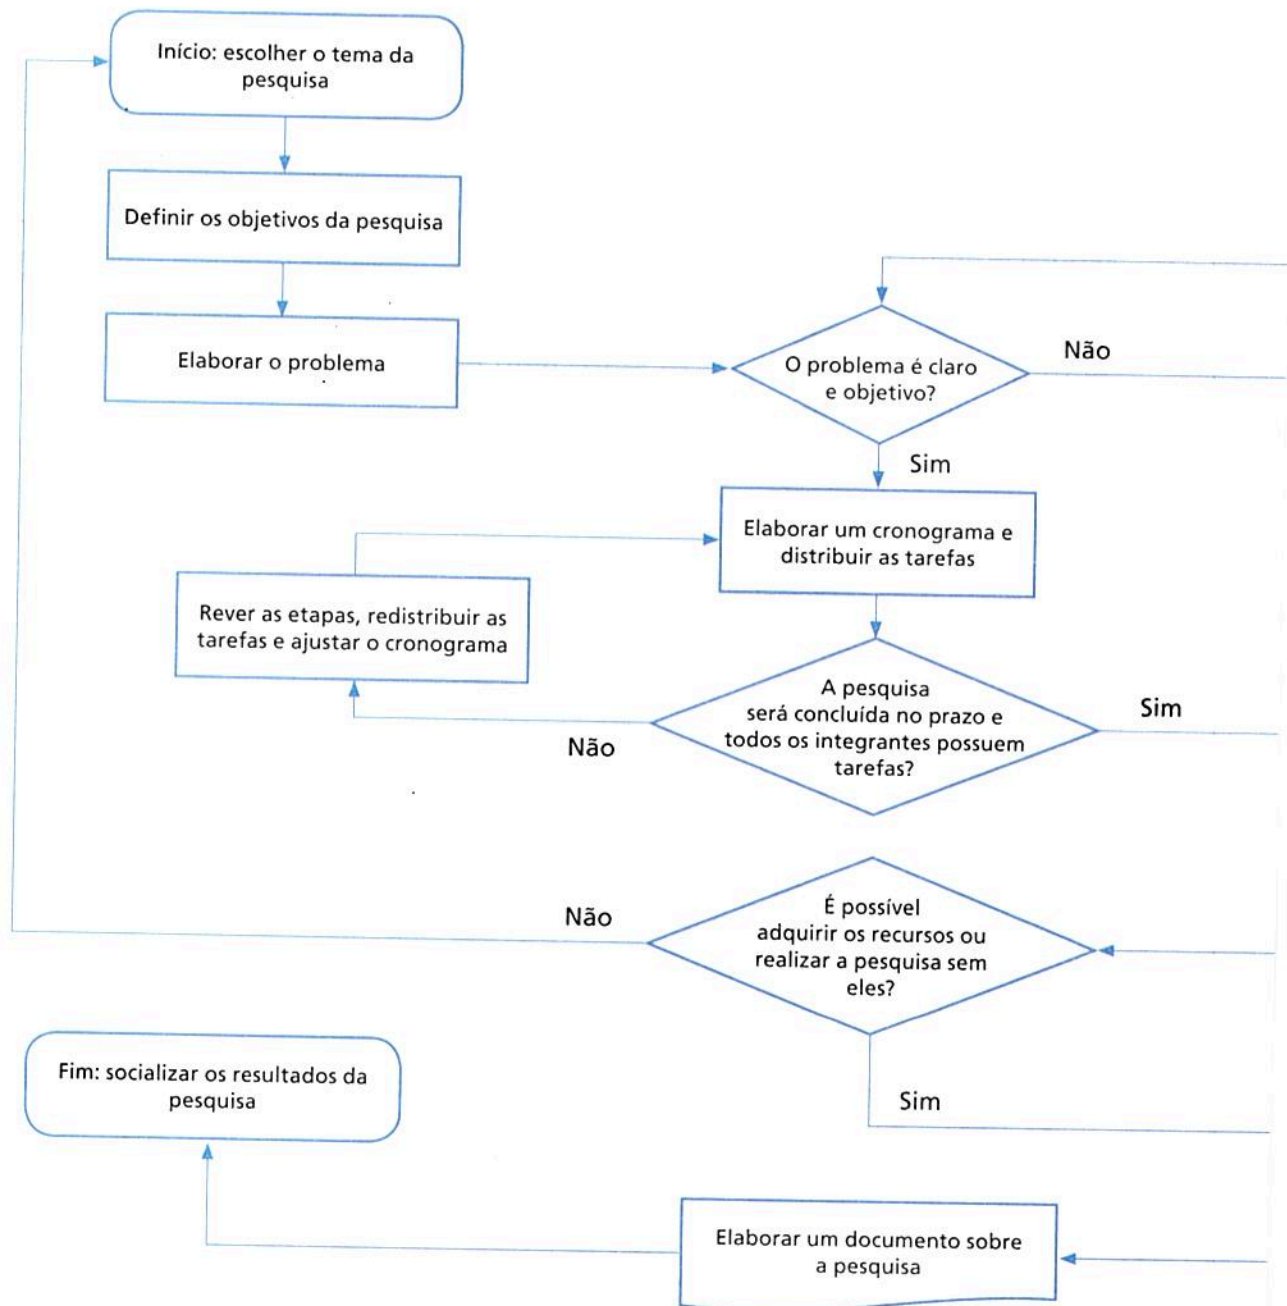 Início: escolher o tema da
pesquisa
Definir os objetivos da pesquisa
Elaborar o problema
O problema é claro
e objetivo?
Não
Sim
Elaborar um cronograma e
distribuir as tarefas
Rever as etapas, redistribuir as
tarefas e ajustar o cronograma
A pesquisa
será concluída no prazo e
todos os integrantes possuem
tarefas?
Sim
Não
É possível
adquirir os recursos ou
realizar a pesquisa sem
eles?
Não
Sim
Fim: socializar os resultados da
pesquisa
Elaborar um documento sobre
a pesquisa